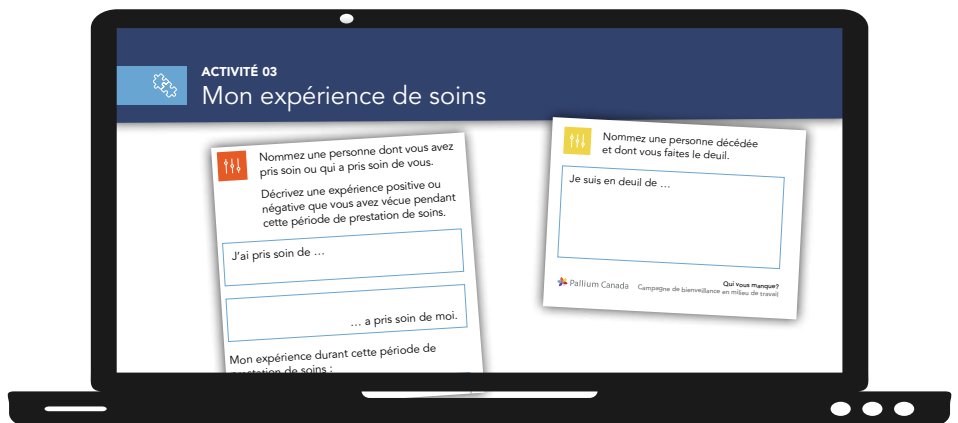 ACTIVITÉ 03
Mon expérience de soins
Nommez une personne dont vous avez
pris soin ou qui a pris soin de vous.
Décrivez une expérience positive ou
négative que vous avez vécue pendant
cette période de prestation de soins.
J'ai pris soin de …
… a pris soin de moi.
Mon expérience durant cette période de
prestation de soins :
Nommez une personne décédée
et dont vous faites le deuil.
Je suis en deuil de …
Pallium Canada
Qui vous manque?
Campagne de bienveillance en milieu de travail